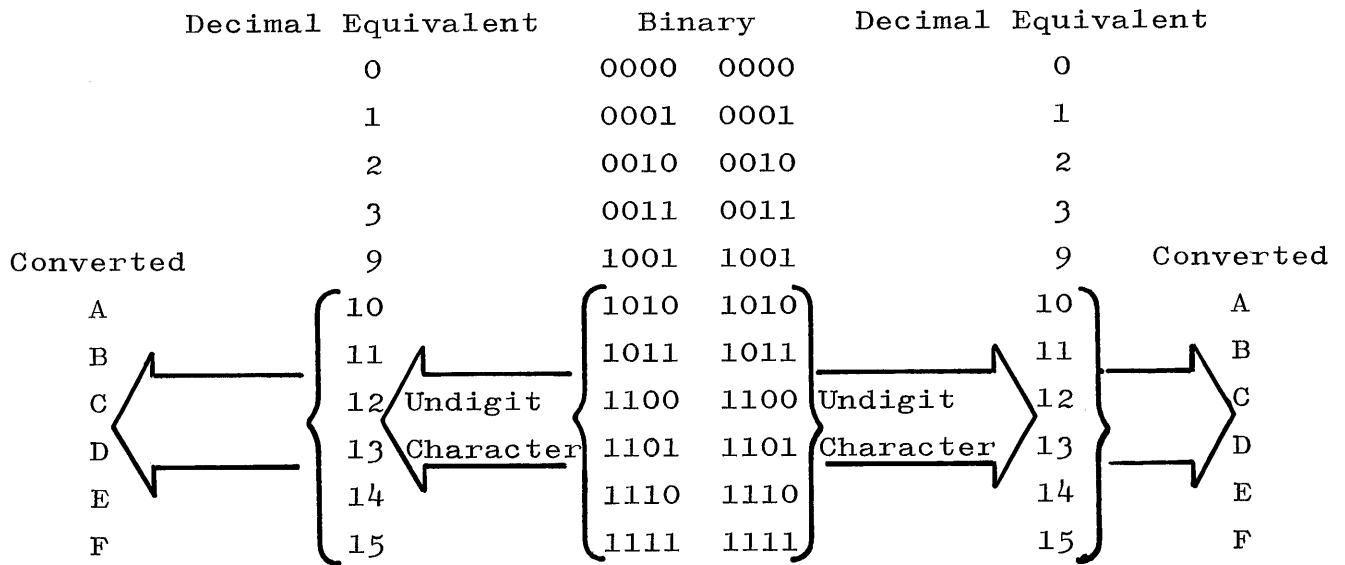 Decimal Equivalent Binary Decimal Equivalent
0 0000 0000 0
1 0001 0001 1
2 0010 0010 2
3 0011 0011 3
Converted 9 1001 1001 9 Converted
A 10 1010 1010 10 A
B 11 1011 1011 11 B
C 12 Undigit 1100 1100 Undigit 12 C
D 13 Character 1101 1101 Character 13 D
E 14 1110 1110 14 E
F 15 1111 1111 15 F